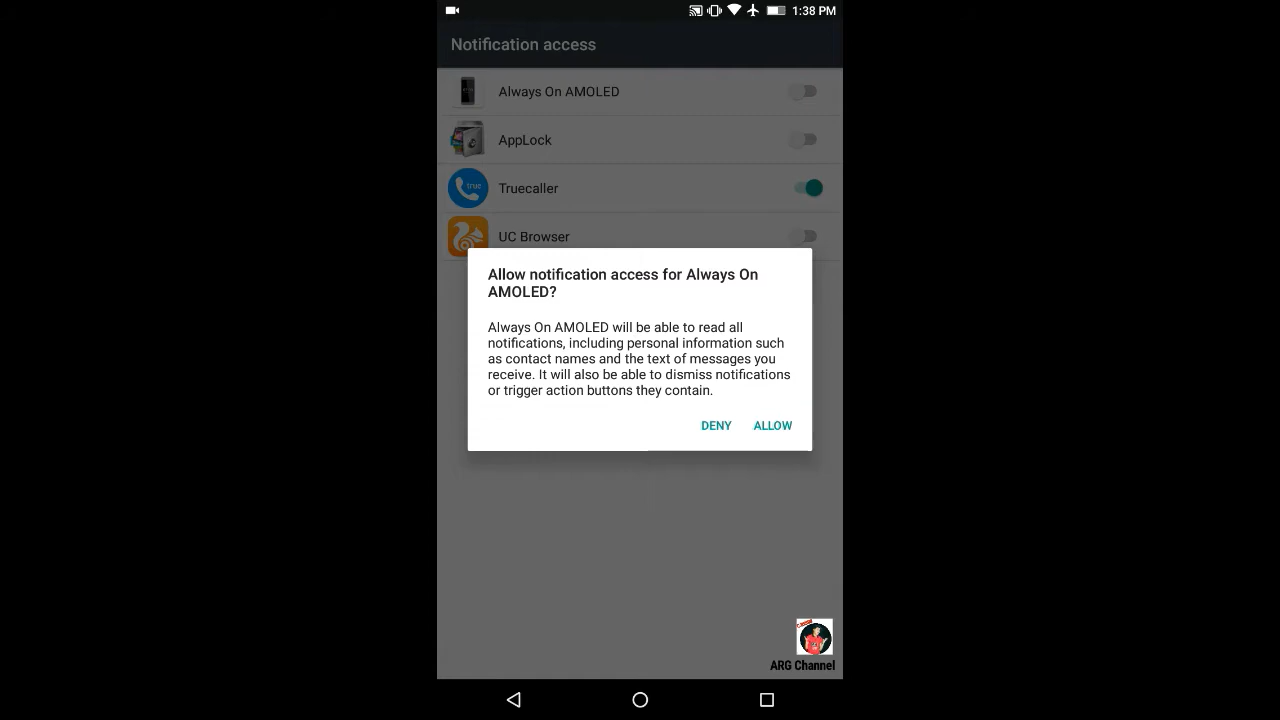 1:38 PM
Notification access
Always On AMOLED
AppLock
true
Truecaller
UC Browser
Allow notification access for Always On
AMOLED?
Always On AMOLED will be able to read all
notifications, including personal information such
as contact names and the text of messages you
receive. It will also be able to dismiss notifications
or trigger action buttons they contain.
DENY ALLOW
ARG Channel